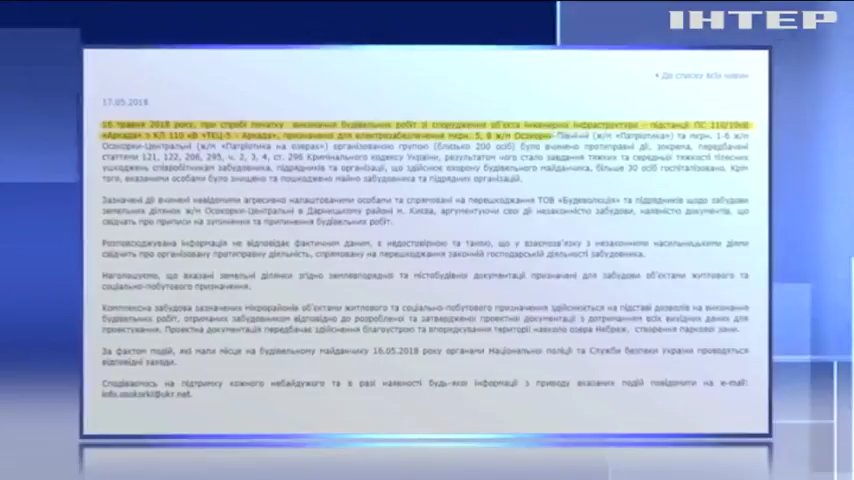 ІНТЕР
• До списку всіх новин
17.05.2018
16 травня 2018 року, при спробі початку виконання будівельних робіт зі спорудження об'єкта інженерної інфраструктури - підстанції ПС 110/10кВ
«Аркада» з КЛ 110 кВ «ТЕЦ-5 - Аркада», призначено для електрозабезпечення мкрн. 5, 8 ж/м Осокорки-Південні (ж/м «Патріотика») та мкрн. 1-6 ж/м
Осокорки-Центральні (ж/м «Патріотика на озерах») організованою групою (близько 200 осіб) було вчинено протиправні дії, зокрема, передбачені
статтями 121, 122, 206, 295, ч. 2, 3, 4, ст. 296 Кримінального кодексу України, результатом чого стало завдання тяжких та середньої тяжкості тілесних
ушкоджень співробітникам забудовника, підрядників та організації, що здійснює охорону будівельного майданчика, більше 30 осіб госпіталізовано. Крім
того, вказаними особами було знищено та пошкоджено майно забудовника та підрядних організацій.
Зазначені дії вчинені невідомими агресивно налаштованими особами та спрямовані на перешкоджання ТОВ «Будеволюція» та підрядників щодо забудови
земельних ділянок ж/м Осокорки-Центральні в Дарницькому районі м. Києва, аргументуючи свої дії незаконністю забудови, наявністю документів, що
свідчать про приписи на зупинення та припинення будівельних робіт.
Розповсюджувана інформація не відповідає фактичним даним, є недостовірною та такою, що у взаємозв'язку з незаконними насильницькими діями
свідчить про організовану протиправну діяльність, спрямовану на перешкоджання законній господарській діяльності забудовника.
Наголошуємо, що вказані земельні ділянки згідно землевпорядної та містобудівної документації призначені для забудови об'єктами житлового та
соціально-побутового призначення.
Комплексна забудова зазначених мікрорайонів об'єктами житлового та соціально-побутового призначення здійснюється на підставі дозволів на виконання
будівельних робіт, отриманих забудовником відповідно до розробленої та затвердженої проектної документації з дотриманням всіх вихідних даних для
проектування. Проектна документація передбачає здійснення благоустрою та впорядкування території навколо озера Небреж, створення паркової зони.
За фактом подій, які мали місце на будівельному майданчику 16.05.2018 року органами Національної поліції та Служби безпеки України проводяться
відповідні заходи.
Сподіваємось на підтримку кожного небайдужого та в разі наявності будь-якої інформації з приводу вказаних подій повідомити на e-mail:
info.osokorki@ukr.net.